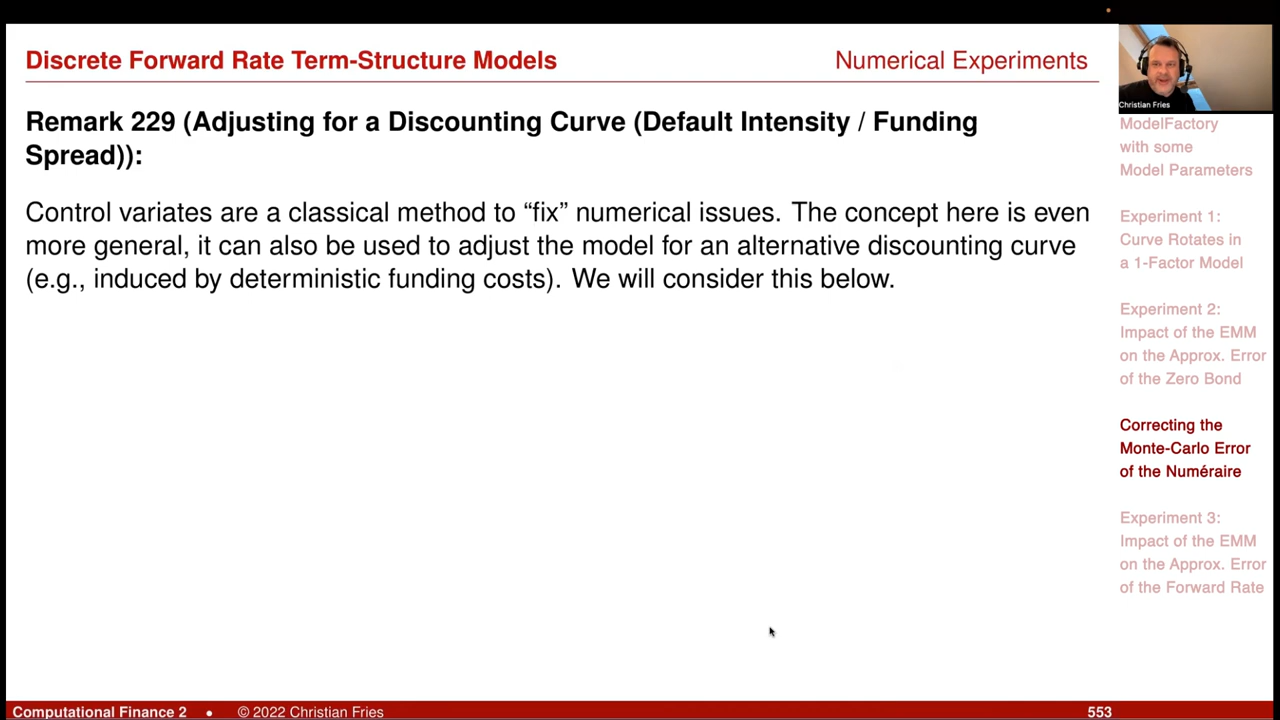 Discrete Forward Rate Term-Structure Models
Numerical Experiments
Remark 229 (Adjusting for a Discounting Curve (Default Intensity / Funding
Spread)):
Control variates are a classical method to “fix” numerical issues. The concept here is even
more general, it can also be used to adjust the model for an alternative discounting curve
(e.g., induced by deterministic funding costs). We will consider this below.
Christian Fries
ModelFactory
with some
Model Parameters
Experiment 1:
Curve Rotates in
a 1-Factor Model
Experiment 2:
Impact of the EMM
on the Approx. Error
of the Zero Bond
Correcting the
Monte-Carlo Error
of the Numéraire
Experiment 3:
Impact of the EMM
on the Approx. Error
of the Forward Rate
Computational Finance 2 • © 2022 Christian Fries
553